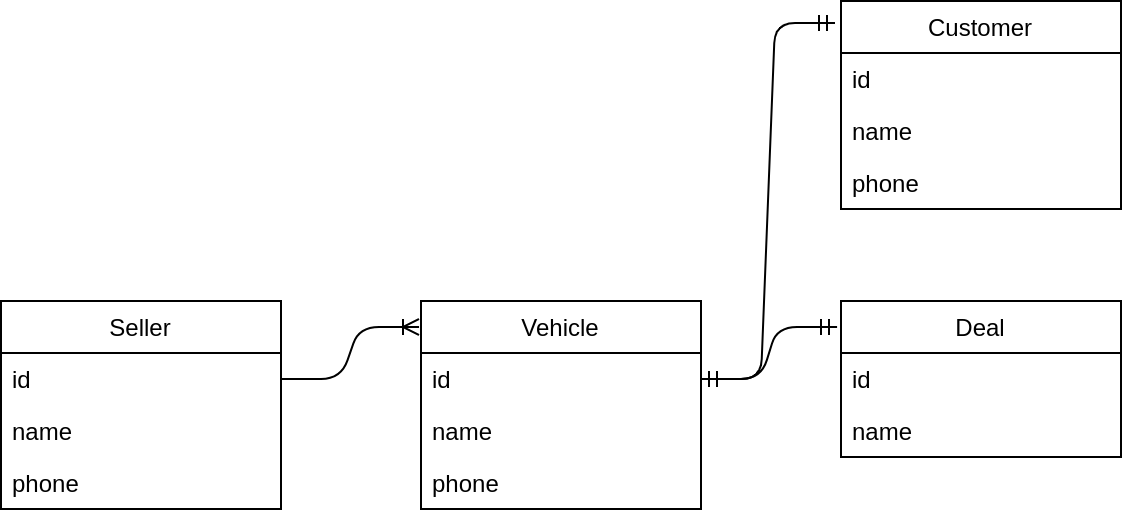 Customer
id
name
phone
Seller
id
name
phone
Vehicle
id
name
phone
Deal
id
name